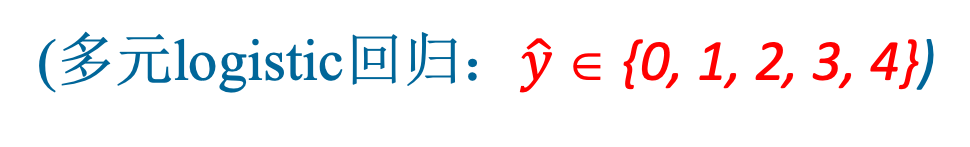 (多元logistic回归：ŷ ∈ {0, 1, 2, 3, 4})